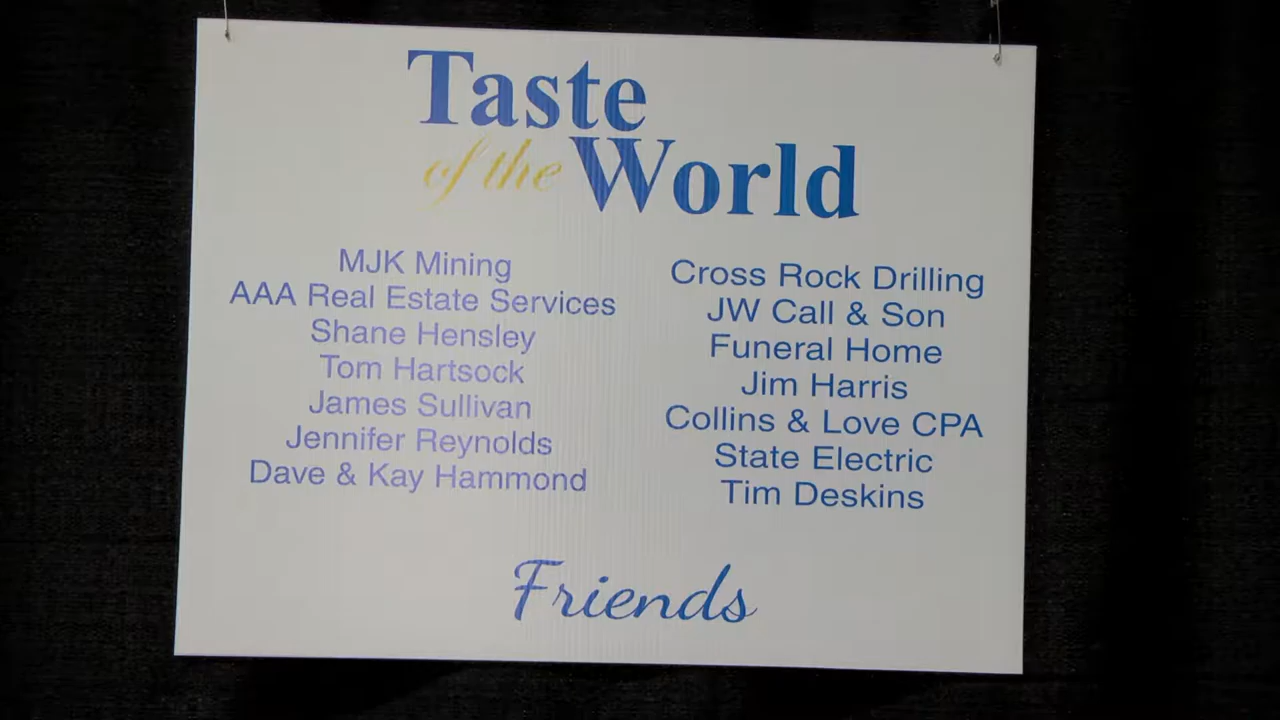 Taste
of the World
MJK Mining
AAA Real Estate Services
Shane Hensley
Tom Hartsock
James Sullivan
Jennifer Reynolds
Dave & Kay Hammond
Cross Rock Drilling
JW Call & Son
Funeral Home
Jim Harris
Collins & Love CPA
State Electric
Tim Deskins
Friends